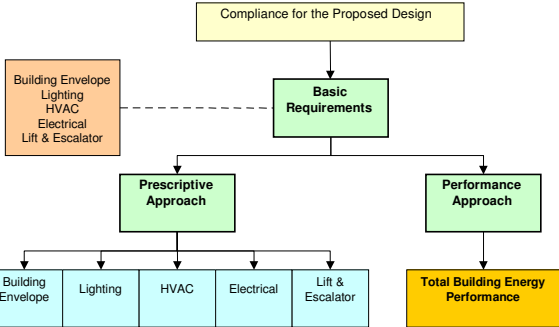 Compliance for the Proposed Design
Building Envelope
Lighting
HVAC
Electrical
Lift & Escalator
Basic
Requirements
Prescriptive
Approach
Performance
Approach
Building
Envelope
Lighting
HVAC
Electrical
Lift &
Escalator
Total Building Energy
Performance